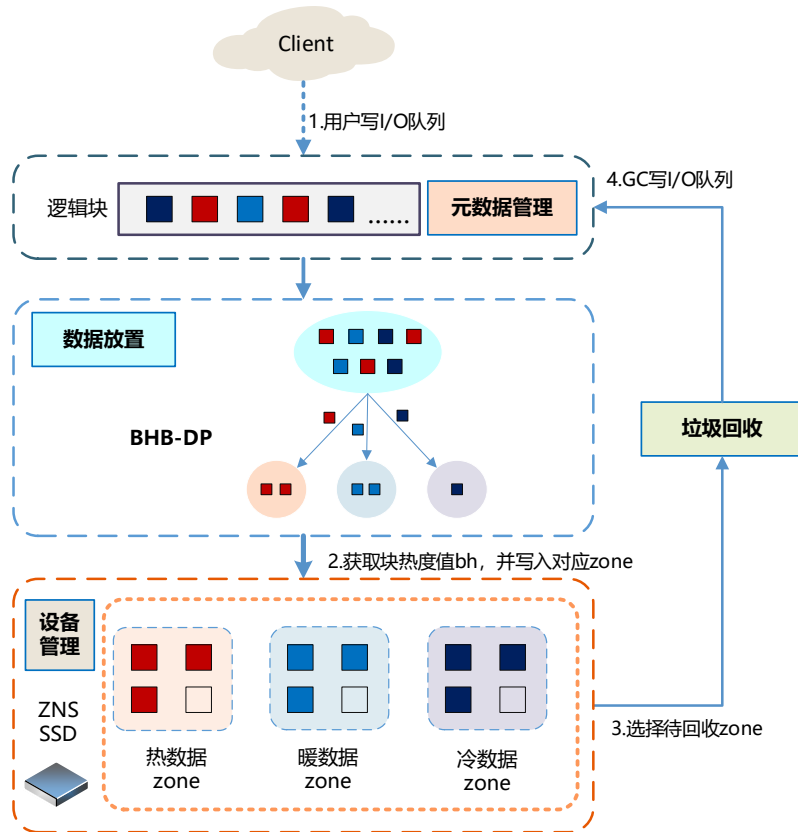 Client
1.用户写I/O队列
4.GC写I/O队列
逻辑块
......
元数据管理
数据放置
BHB-DP
垃圾回收
2.获取块热度值bh，并写入对应zone
设备
管理
ZNS
SSD
热数据
zone
暖数据
zone
冷数据
zone
3.选择待回收zone